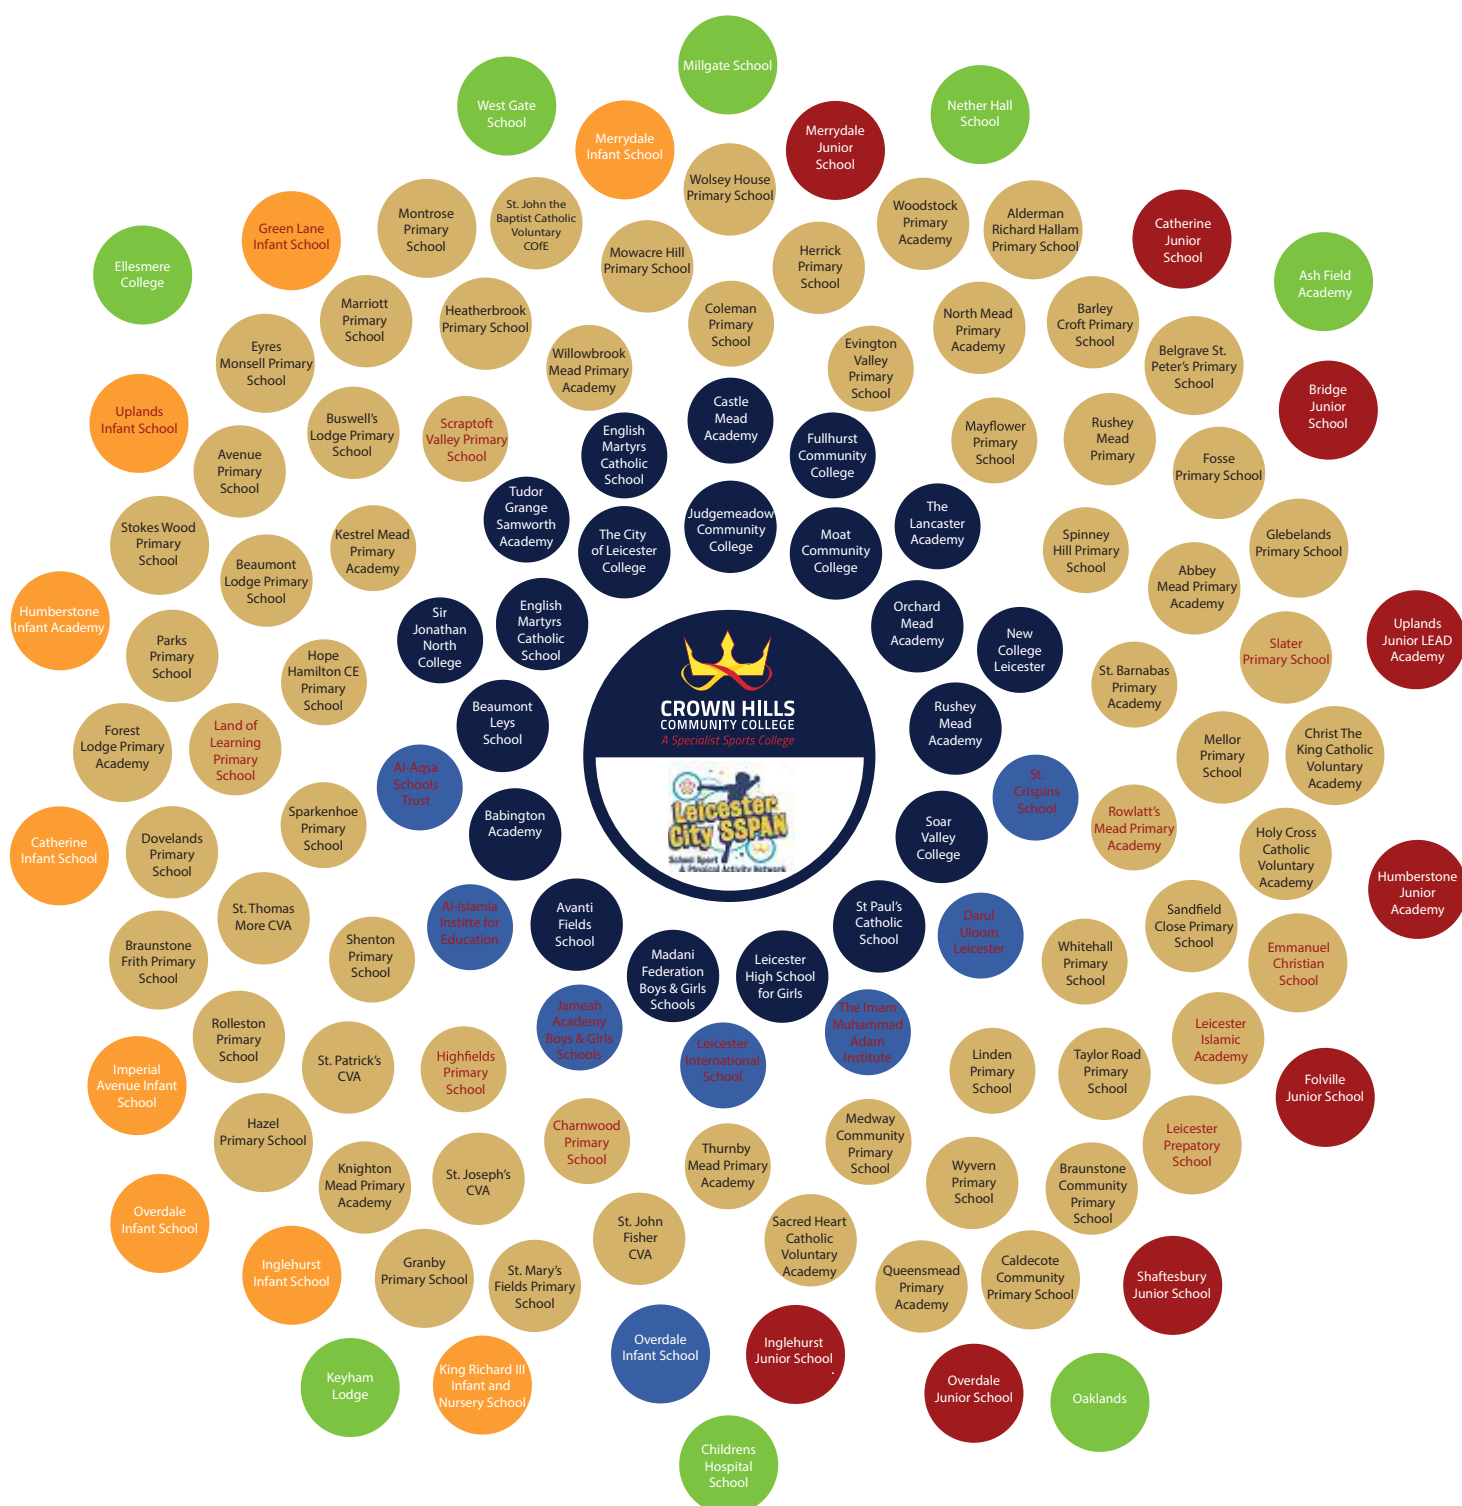 Millgate School
West Gate
School
Nether Hall
School
Merrydale
Infant School
Merrydale
Junior
School
Wolsey House
Primary School
St. John the
Baptist Catholic
Voluntary
COfE
Montrose
Primary
School
Woodstock
Primary
Academy
Alderman
Richard Hallam
Primary School
Green Lane
Infant School
Catherine
Junior
School
Ellesmere
College
Ash Field
Academy
Mowacre Hill
Primary School
Herrick
Primary
School
Marriott
Primary
School
Heatherbrook
Primary School
Coleman
Primary
School
North Mead
Primary
Academy
Barley
Croft Primary
School
Eyres
Monsell Primary
School
Willowbrook
Mead Primary
Academy
Evington
Valley
Primary
School
Belgrave St.
Peter's Primary
School
Uplands
Infant School
Bridge
Junior
School
Buswell's
Lodge Primary
School
Scraptoft
Valley Primary
School
English
Martyrs
Catholic
School
Castle
Mead
Academy
Fullhurst
Community
College
Mayflower
Primary
School
Rushey
Mead
Primary
Avenue
Primary
School
Fosse
Primary School
Tudor
Grange
Samworth
Academy
The City
of Leicester
College
Judgemeadow
Community
College
Moat
Community
College
The
Lancaster
Academy
Stokes Wood
Primary
School
Kestrel Mead
Primary
Academy
Spinney
Hill Primary
School
Glebelands
Primary School
Beaumont
Lodge Primary
School
Abbey
Mead Primary
Academy
Humberstone
Infant Academy
Sir
Jonathan
North
College
English
Martyrs
Catholic
School
Orchard
Mead
Academy
New
College
Leicester
Uplands
Junior LEAD
Academy
Parks
Primary
School
Hope
Hamilton CE
Primary
School
St. Barnabas
Primary
Academy
Slater
Primary School
CROWN HILLS
COMMUNITY COLLEGE
A Specialist Sports College
Beaumont
Leys
School
Rushey
Mead
Academy
Forest
Lodge Primary
Academy
Land of
Learning
Primary
School
Mellor
Primary
School
Christ The
King Catholic
Voluntary
Academy
Al-Aqsa
Schools
Trust
St.
Crispins
School
Leicester
City SSPAN
School Sport
& Physical Activity Network
Sparkenhoe
Primary
School
Babington
Academy
Soar
Valley
College
Rowlatt's
Mead Primary
Academy
Catherine
Infant School
Dovelands
Primary
School
Holy Cross
Catholic
Voluntary
Academy
Humberstone
Junior
Academy
St. Thomas
More CVA
Al-Islamia
Institte for
Education
Avanti
Fields
School
St Paul's
Catholic
School
Darul
Uloom
Leicester
Sandfield
Close Primary
School
Braunstone
Frith Primary
School
Shenton
Primary
School
Madani
Federation
Boys & Girls
Schools
Leicester
High School
for Girls
Whitehall
Primary
School
Emmanuel
Christian
School
Jameah
Academy
Boys & Girls
Schools
The Imam
Muhammad
Adam
Institute
Rolleston
Primary
School
St. Patrick's
CVA
Highfields
Primary
School
Leicester
International
School
Linden
Primary
School
Taylor Road
Primary
School
Leicester
Islamic
Academy
Imperial
Avenue Infant
School
Folville
Junior School
Hazel
Primary School
Charnwood
Primary
School
Medway
Community
Primary
School
Leicester
Prepatory
School
Knighton
Mead Primary
Academy
St. Joseph's
CVA
Thurnby
Mead Primary
Academy
Wyvern
Primary
School
Braunstone
Community
Primary
School
Overdale
Infant School
St. John
Fisher
CVA
Sacred Heart
Catholic
Voluntary
Academy
Inglehurst
Infant School
Granby
Primary School
St. Mary's
Fields Primary
School
Queensmead
Primary
Academy
Caldecote
Community
Primary School
Shaftesbury
Junior School
Keyham
Lodge
King Richard III
Infant and
Nursery School
Overdale
Infant School
Inglehurst
Junior School
.
Overdale
Junior School
Oaklands
Childrens
Hospital
School